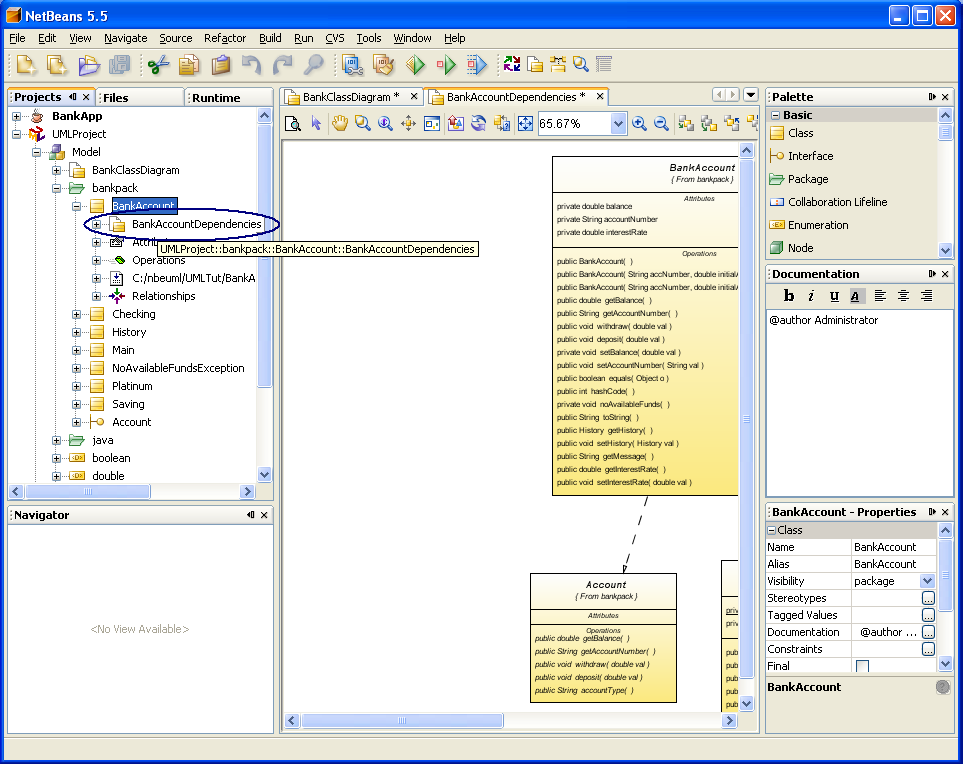 NetBeans 5.5
File Edit View Navigate Source Refactor Build Run CVS Tools Window Help
Projects
Files
Runtime
BankApp
UMLProject
Model
BankClassDiagram
bankpack
BankAccount
BankAccountDependencies
UMLProject::bankpack::BankAccount::BankAccountDependencies
Operations
C:/nbeuml/UMLTut/BankA
Relationships
Checking
History
Main
NoAvailableFundsException
Platinum
Saving
Account
java
boolean
double
Navigator
<No View Available>
BankClassDiagram *
BankAccountDependencies *
65.67%
BankAccount
{ From bankpack }
Attributes
private double balance
private String accountNumber
private double interestRate
Operations
public BankAccount( )
public BankAccount( String accNumber, double initialA
public BankAccount( String accNumber, double initialA
public double getBalance( )
public String getAccountNumber( )
public void withdraw( double val )
public void deposit( double val )
private void setBalance( double val )
public void setAccountNumber( String val )
public boolean equals( Object o )
public int hashCode( )
private void noAvailableFunds( )
public String toString( )
public History getHistory( )
public void setHistory( History val )
public String getMessage( )
public double getInterestRate( )
public void setInterestRate( double val )
Account
{ From bankpack }
Attributes
Operations
public double getBalance( )
public String getAccountNumber( )
public void withdraw( double val )
public void deposit( double val )
public String accountType( )
priv
priv
pub
pub
pub
pub
pub
Palette
Basic
Class
Interface
Package
Collaboration Lifeline
Enumeration
Node
Documentation
b i u A
@author Administrator
BankAccount - Properties
Class
Name BankAccount
Alias BankAccount
Visibility package
Stereotypes ...
Tagged Values ...
Documentation @author ... ...
Constraints ...
Final
BankAccount